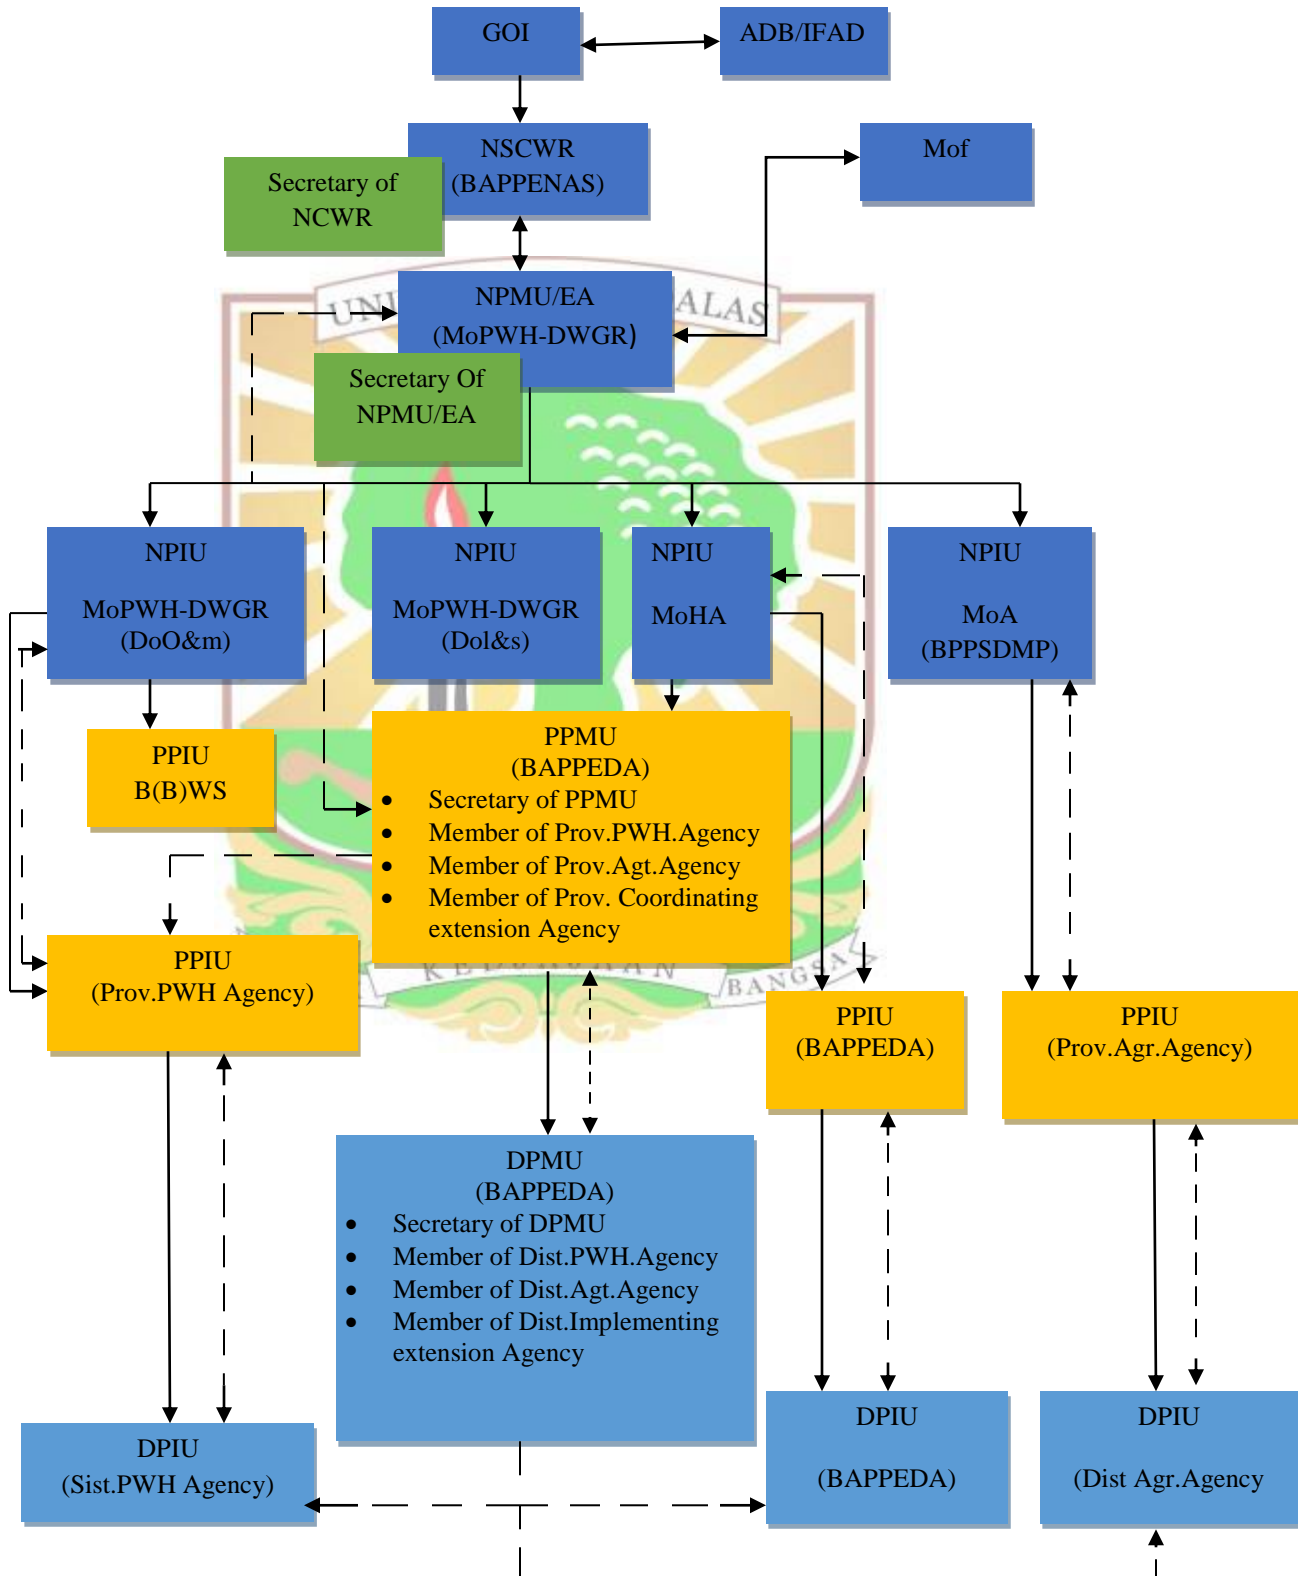 GOI
ADB/IFAD
NSCWR
(BAPPENAS)
Mof
Secretary of
NCWR
NPMU/EA
(MoPWH-DWGR)
UNI
ALAS
Secretary Of
NPMU/EA
NPIU
MoPWH-DWGR
(DoO&m)
NPIU
MoPWH-DWGR
(Dol&s)
NPIU
MoHA
NPIU
MoA
(BPPSDMP)
PPIU
B(B)WS
PPMU
(BAPPEDA)
• Secretary of PPMU
• Member of Prov.PWH.Agency
• Member of Prov.Agt.Agency
• Member of Prov. Coordinating
extension Agency
PPIU
(Prov.PWH Agency)
KEDJAJAAN
BANGSA
PPIU
(BAPPEDA)
PPIU
(Prov.Agr.Agency)
DPMU
(BAPPEDA)
• Secretary of DPMU
• Member of Dist.PWH.Agency
• Member of Dist.Agt.Agency
• Member of Dist.Implementing
extension Agency
DPIU
(Sist.PWH Agency)
DPIU
(BAPPEDA)
DPIU
(Dist Agr.Agency